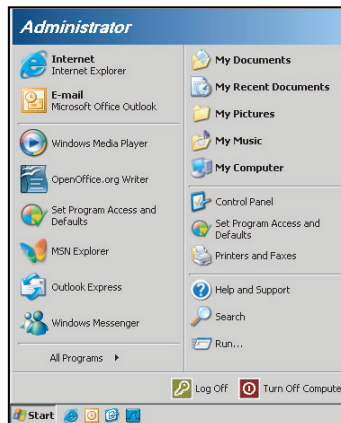 Administrator
Internet
Internet Explorer
E-mail
Microsoft Office Outlook
Windows Media Player
OpenOffice.org Writer
Set Program Access and
Defaults
MSN Explorer
Outlook Express
Windows Messenger
All Programs
My Documents
My Recent Documents
My Pictures
My Music
My Computer
Control Panel
Set Program Access and
Defaults
Printers and Faxes
Help and Support
Search
Run...
Log Off
Turn Off Compute
Start